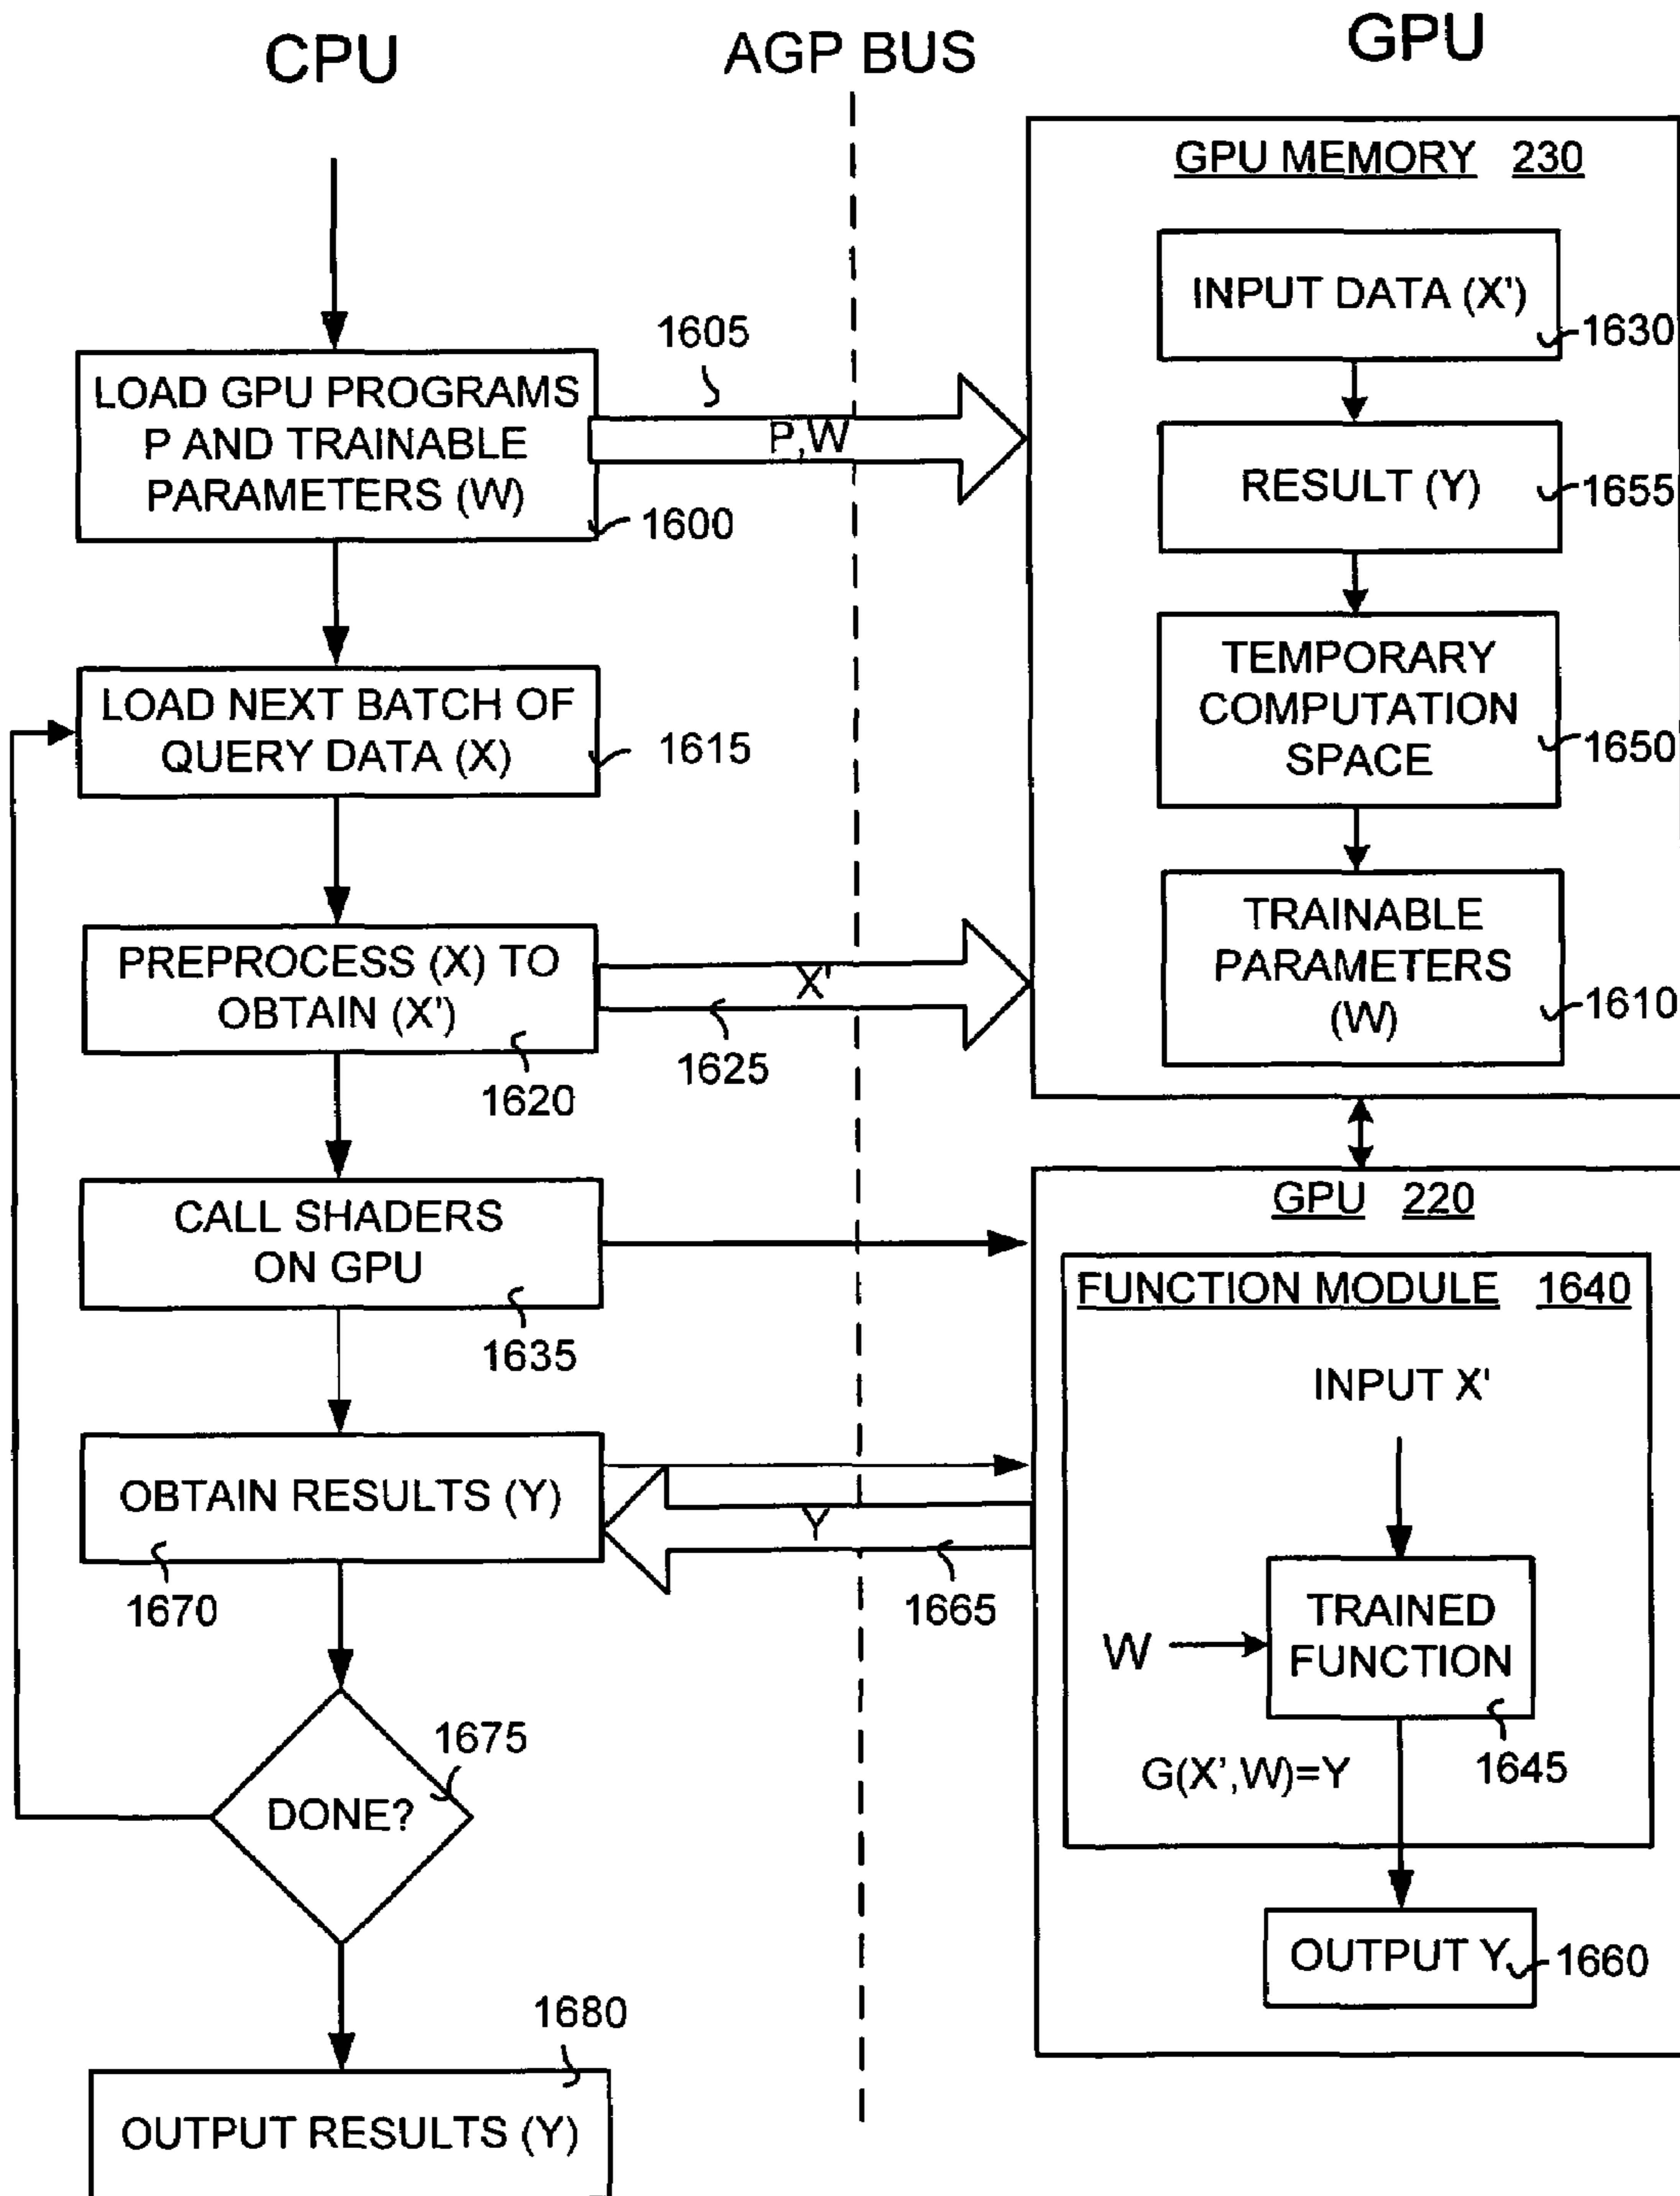 CPU
AGP BUS
GPU
LOAD GPU PROGRAMS
P AND TRAINABLE
PARAMETERS (W)
1600
1605
P,W
LOAD NEXT BATCH OF
QUERY DATA (X)
1615
PREPROCESS (X) TO
OBTAIN (X')
1620
X'
1625
CALL SHADERS
ON GPU
1635
OBTAIN RESULTS (Y)
1670
Y
1665
DONE?
1675
1680
OUTPUT RESULTS (Y)
GPU MEMORY 230
INPUT DATA (X')
1630
RESULT (Y)
1655
TEMPORARY
COMPUTATION
SPACE
1650
TRAINABLE
PARAMETERS
(W)
1610
GPU 220
FUNCTION MODULE 1640
INPUT X'
W
TRAINED
FUNCTION
1645
G(X',W)=Y
OUTPUT Y
1660